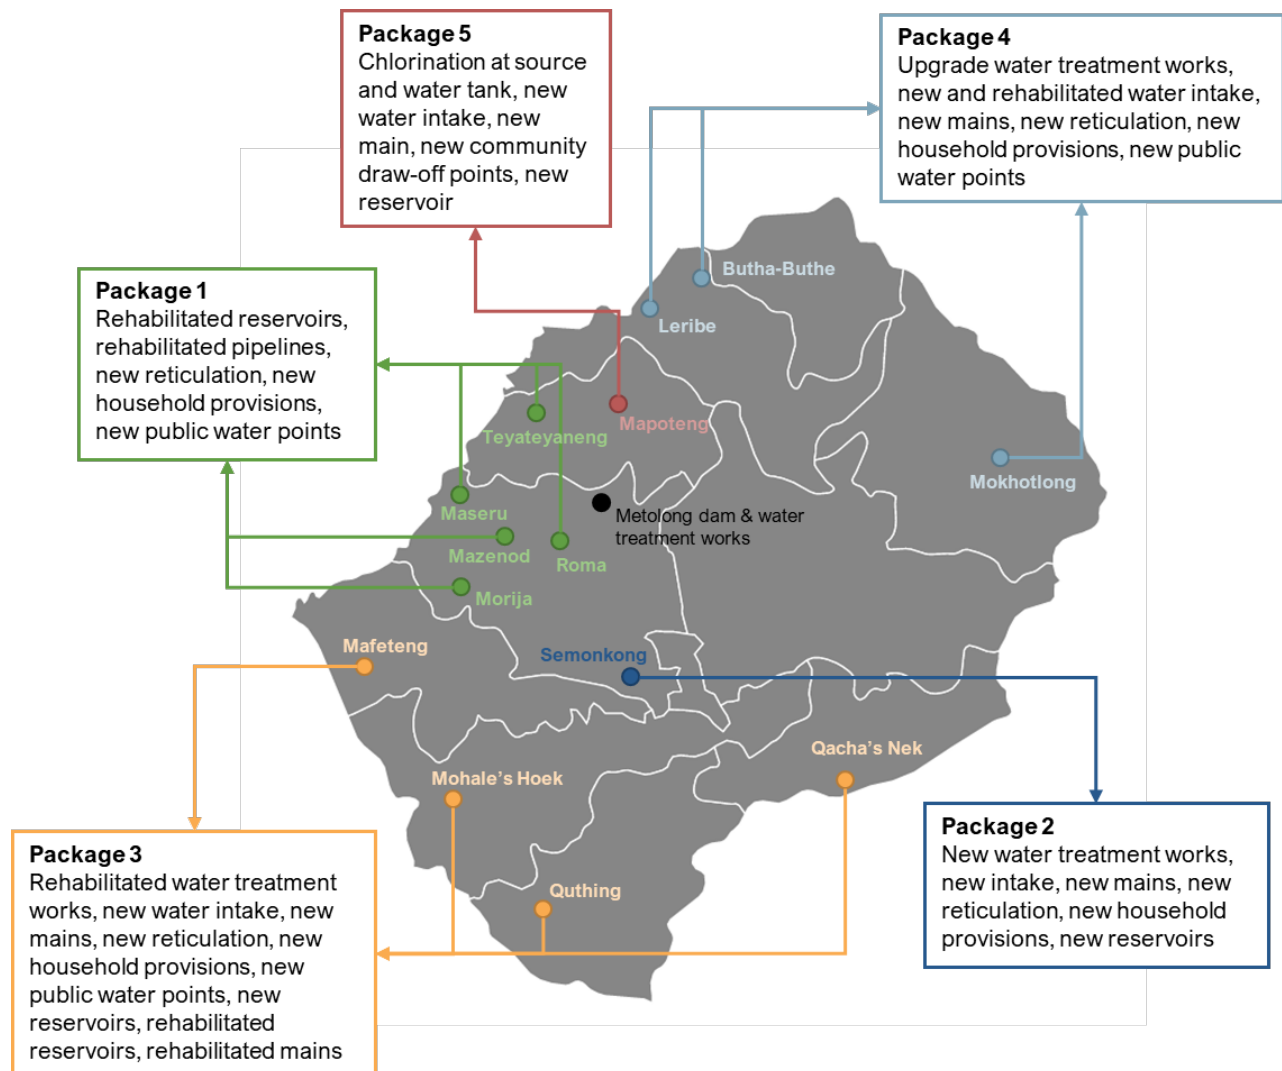 Package 5
Chlorination at source
and water tank, new
water intake, new
main, new community
draw-off points, new
reservoir
Package 4
Upgrade water treatment works,
new and rehabilitated water intake,
new mains, new reticulation, new
household provisions, new public
water points
Package 1
Rehabilitated reservoirs,
rehabilitated pipelines,
new reticulation, new
household provisions,
new public water points
Butha-Buthe
Leribe
Mapoteng
Teyateyaneng
Mokhotlong
Maseru
Metolong dam & water
treatment works
Mazenod
Roma
Morija
Mafeteng
Semonkong
Qacha’s Nek
Mohale’s Hoek
Quthing
Package 2
New water treatment works,
new intake, new mains, new
reticulation, new household
provisions, new reservoirs
Package 3
Rehabilitated water treatment
works, new water intake, new
mains, new reticulation, new
household provisions, new
public water points, new
reservoirs, rehabilitated
reservoirs, rehabilitated mains